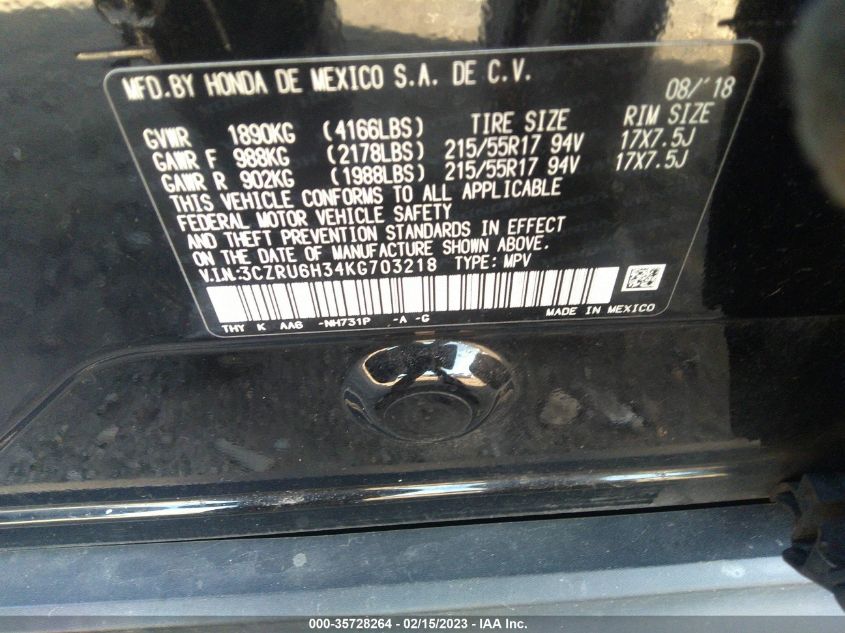 MFD.BY HONDA DE MEXICO S.A. DE C.V. 08/'18
GVWR 1890KG (4166LBS) TIRE SIZE RIM SIZE
GAWR F 988KG (2178LBS) 215/55R17 94V 17X7.5J
GAWR R 902KG (1988LBS) 215/55R17 94V 17X7.5J
THIS VEHICLE CONFORMS TO ALL APPLICABLE
FEDERAL MOTOR VEHICLE SAFETY
AND THEFT PREVENTION STANDARDS IN EFFECT
ON THE DATE OF MANUFACTURE SHOWN ABOVE.
V.I.N:3CZRU6H34KG703218 TYPE: MPV
THY K AA6 -NH731P -A -G MADE IN MEXICO
000-35728264 - 02/15/2023 - IAA Inc.